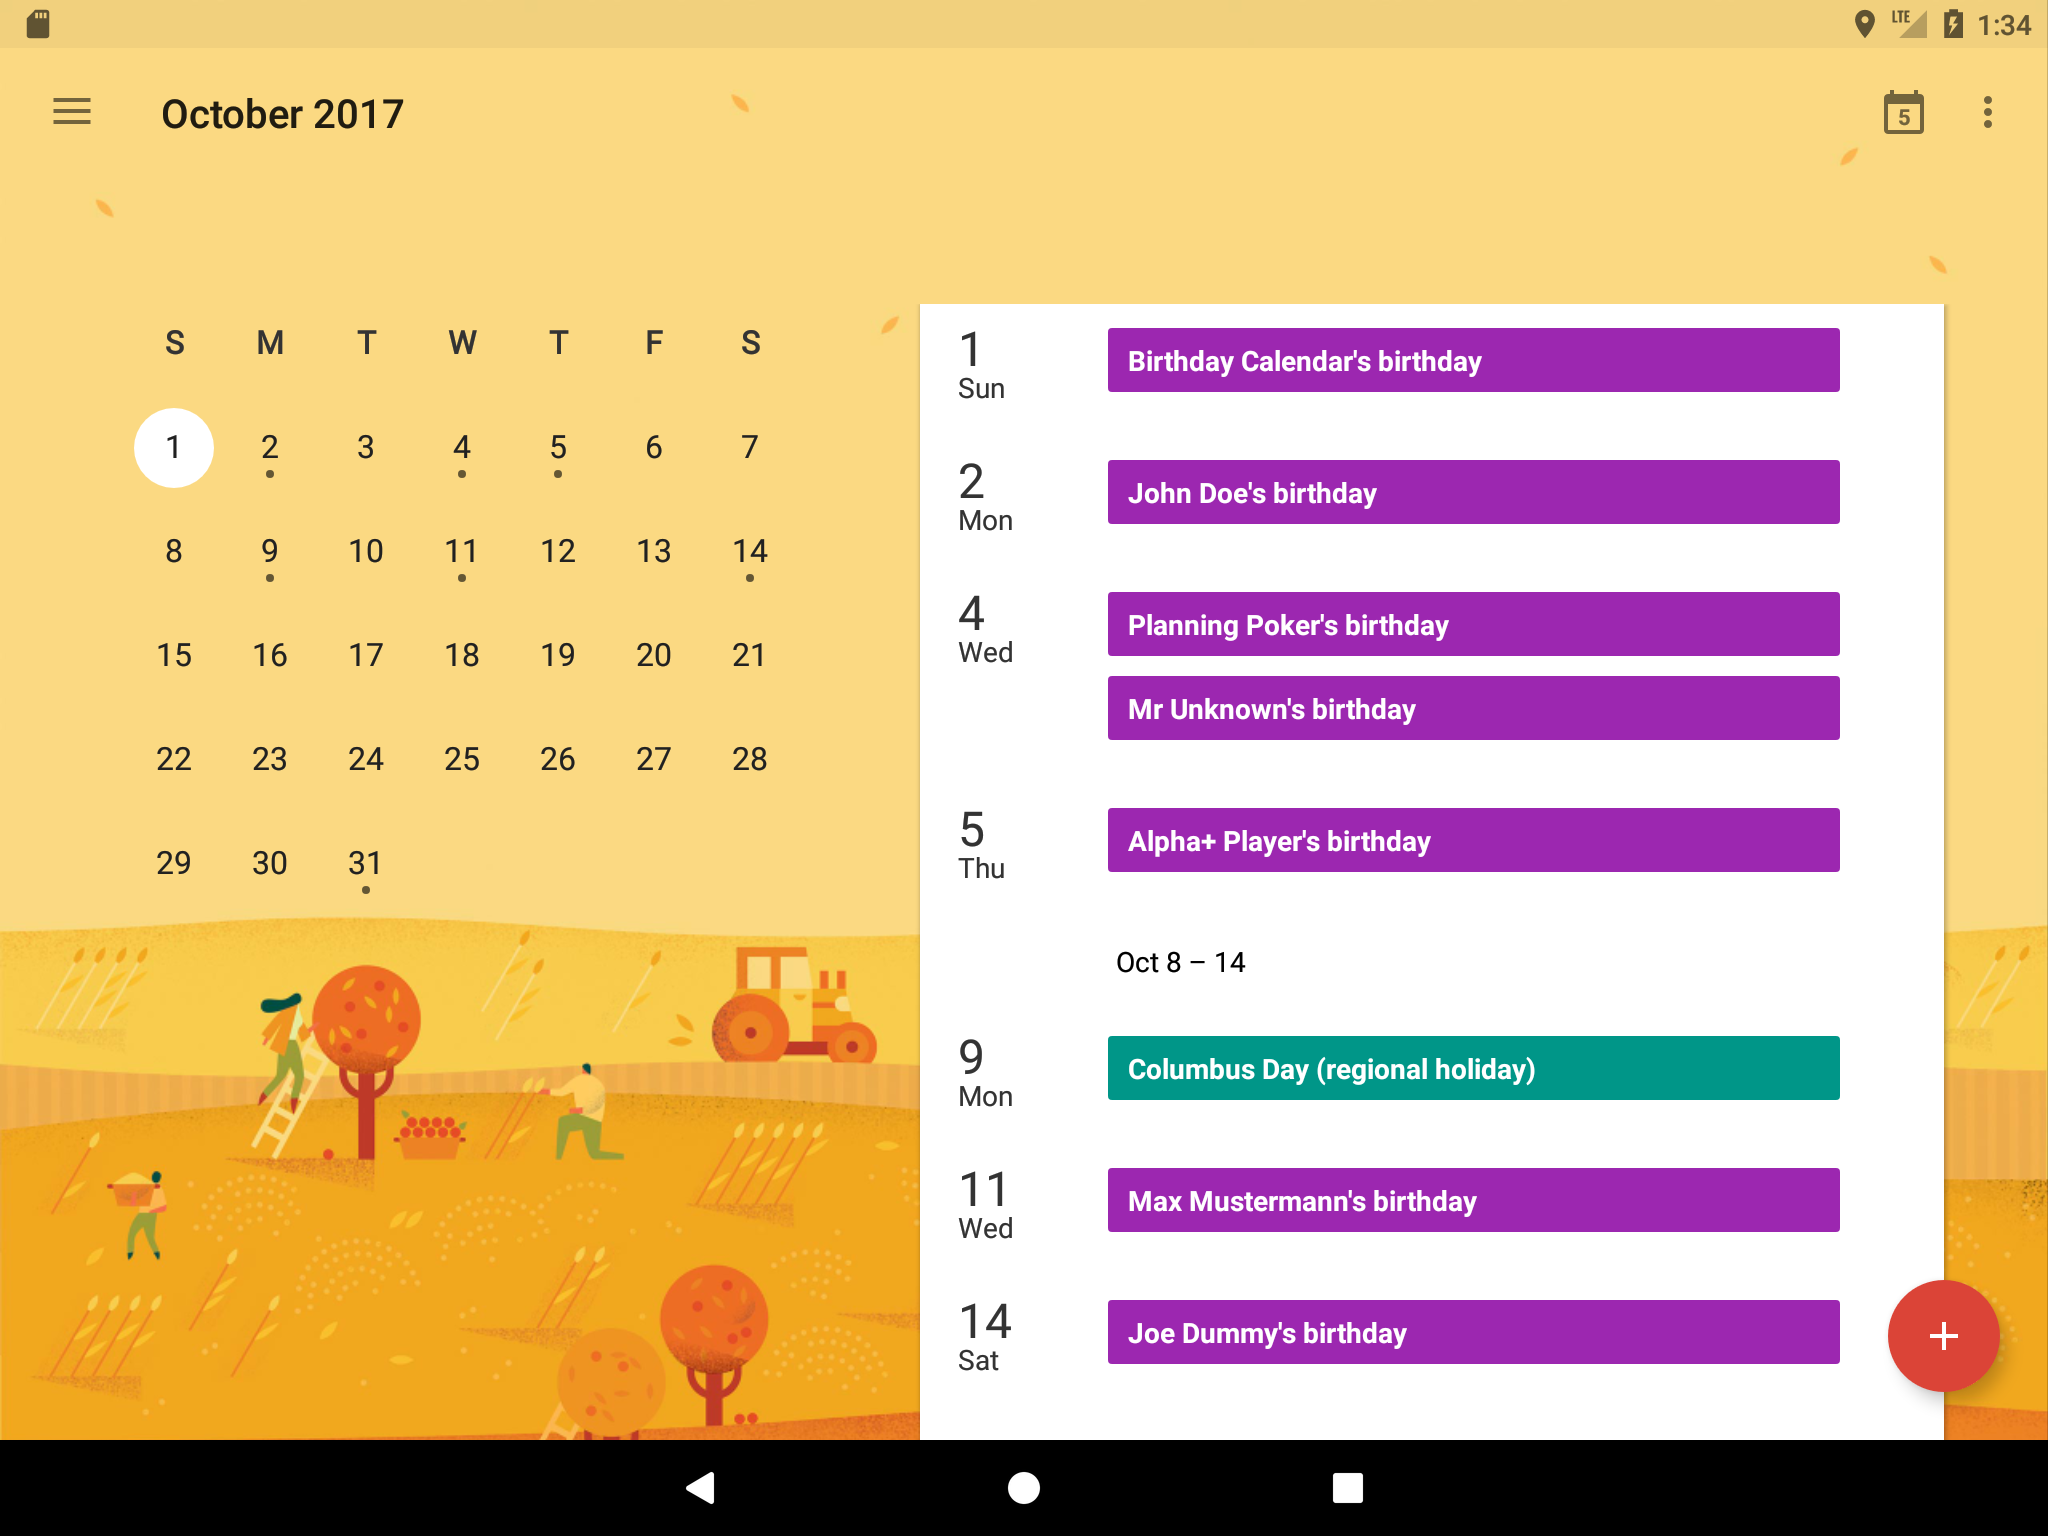 LTE 1:34
October 2017
5
S M T W T F S
1 2 3 4 5 6 7
8 9 10 11 12 13 14
15 16 17 18 19 20 21
22 23 24 25 26 27 28
29 30 31
1
Sun
Birthday Calendar's birthday
2
Mon
John Doe's birthday
4
Wed
Planning Poker's birthday
Mr Unknown's birthday
5
Thu
Alpha+ Player's birthday
Oct 8 – 14
9
Mon
Columbus Day (regional holiday)
11
Wed
Max Mustermann's birthday
14
Sat
Joe Dummy's birthday